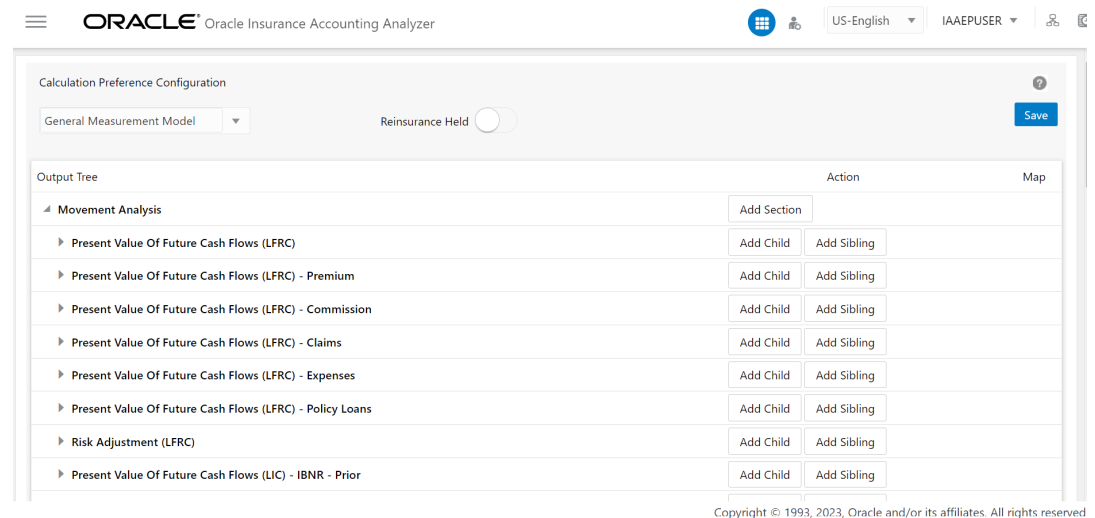 ORACLE® Oracle Insurance Accounting Analyzer US-English IAAEPUSER
Calculation Preference Configuration ?
General Measurement Model Reinsurance Held Save
Output Tree Action Map
Movement Analysis Add Section
Present Value Of Future Cash Flows (LFRC) Add Child Add Sibling
Present Value Of Future Cash Flows (LFRC) - Premium Add Child Add Sibling
Present Value Of Future Cash Flows (LFRC) - Commission Add Child Add Sibling
Present Value Of Future Cash Flows (LFRC) - Claims Add Child Add Sibling
Present Value Of Future Cash Flows (LFRC) - Expenses Add Child Add Sibling
Present Value Of Future Cash Flows (LFRC) - Policy Loans Add Child Add Sibling
Risk Adjustment (LFRC) Add Child Add Sibling
Present Value Of Future Cash Flows (LIC) - IBNR - Prior Add Child Add Sibling
Copyright © 1993, 2023, Oracle and/or its affiliates. All rights reserved